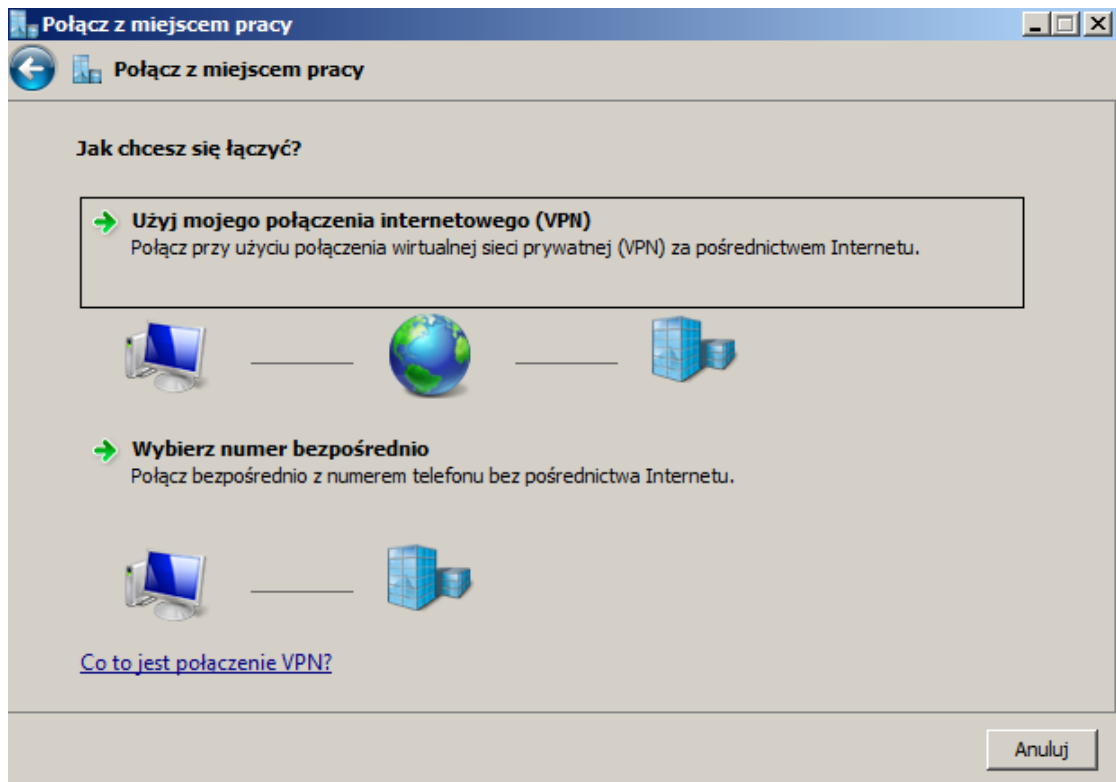 Połącz z miejscem pracy
Połącz z miejscem pracy
Jak chcesz się łączyć?
Użyj mojego połączenia internetowego (VPN)
Połącz przy użyciu połączenia wirtualnej sieci prywatnej (VPN) za pośrednictwem Internetu.
Wybierz numer bezpośrednio
Połącz bezpośrednio z numerem telefonu bez pośrednictwa Internetu.
Co to jest połączenie VPN?
Anuluj